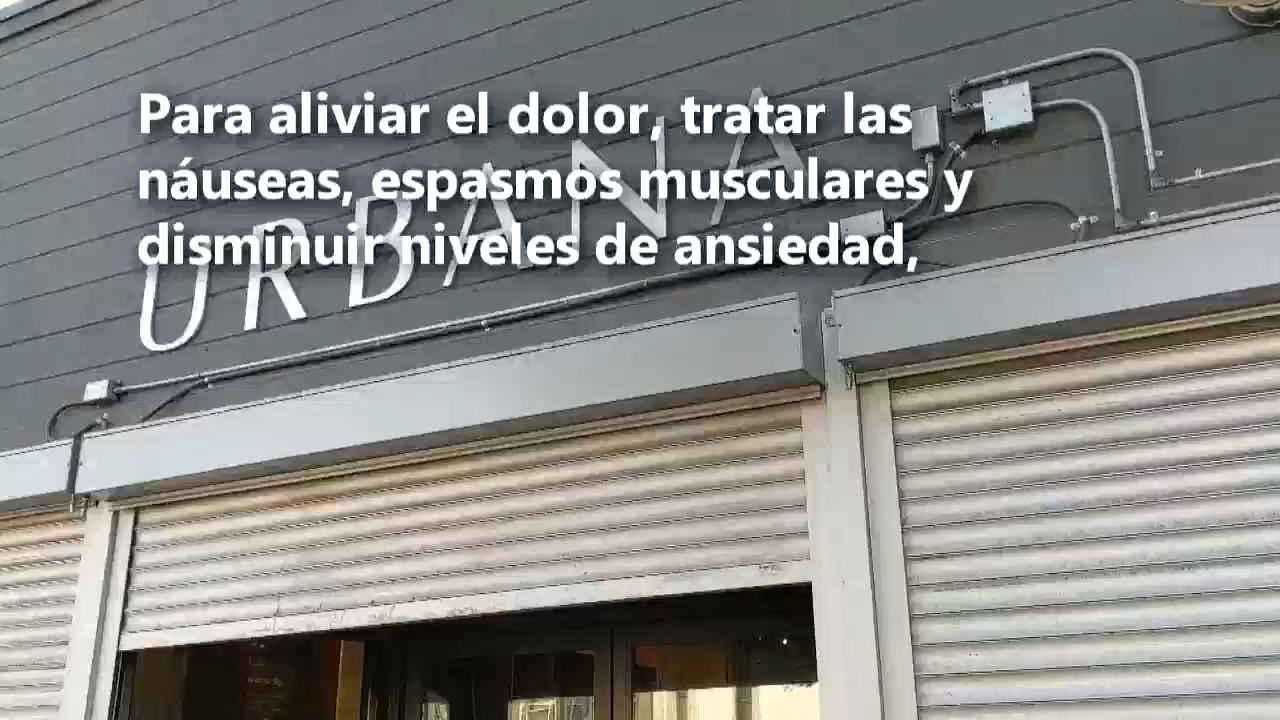 Para aliviar el dolor, tratar las
náuseas, espasmos musculares y
disminuir niveles de ansiedad,
URBANA